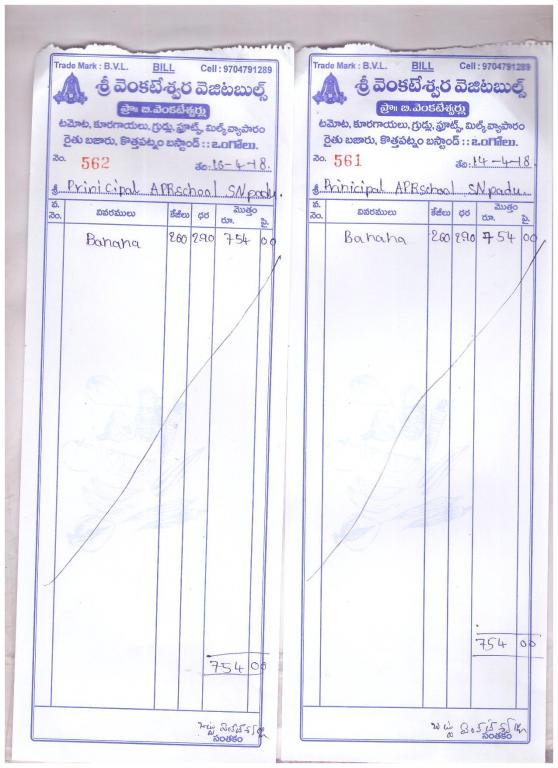 Trade Mark : B.V.L. BILL Cell : 9704791289
శ్రీ వెంకటేశ్వర వెజిటబుల్స్
ప్రొ॥ బి.వెంకటేశ్వర్లు
టమోట, కూరగాయలు, గ్రుడ్లు, ఫ్రూట్స్, మిల్క్ వ్యాపారం
రైతు బజారు, కొత్తపట్నం బస్టాండ్ :: ఒంగోలు.
నెం. 562 తేది: 15-4-18.
శ్రీ Prinicipal APRschool SNpadu.
వ. నెం. వివరములు కేజీలు ధర మొత్తం రూ. పై.
Banana 260 290 754 00
754 00
సంతకం
Trade Mark : B.V.L. BILL Cell : 9704791289
శ్రీ వెంకటేశ్వర వెజిటబుల్స్
ప్రొ॥ బి.వెంకటేశ్వర్లు
టమోట, కూరగాయలు, గ్రుడ్లు, ఫ్రూట్స్, మిల్క్ వ్యాపారం
రైతు బజారు, కొత్తపట్నం బస్టాండ్ :: ఒంగోలు.
నెం. 561 తేది: 14-4-18.
శ్రీ Prinicipal APRschool SNpadu.
వ. నెం. వివరములు కేజీలు ధర మొత్తం రూ. పై.
Banana 260 290 754 00
754 00
సంతకం